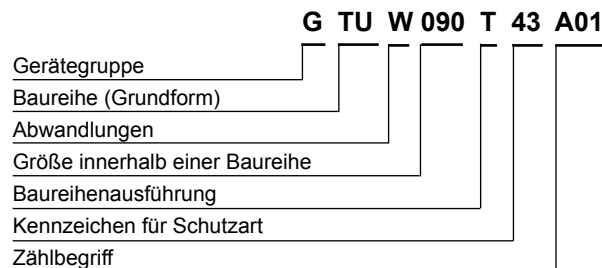 G TU W 090 T 43 A01
Gerätegruppe
Baureihe (Grundform)
Abwandlungen
Größe innerhalb einer Baureihe
Baureihenausführung
Kennzeichen für Schutzart
Zählbegriff